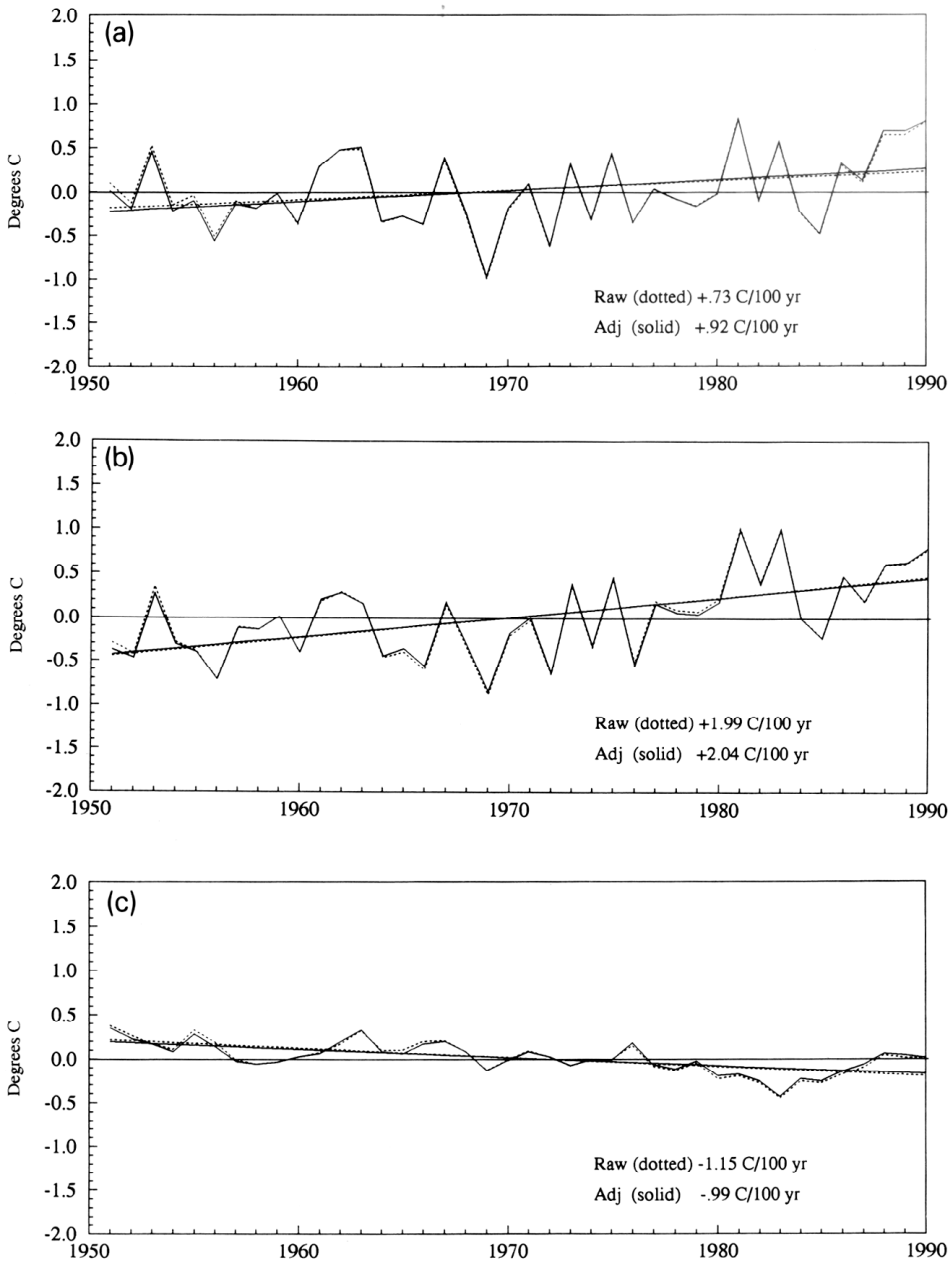 (a)
Degrees C
2.0
1.5
1.0
0.5
0.0
-0.5
-1.0
-1.5
-2.0
Raw (dotted) +.73 C/100 yr
Adj (solid) +.92 C/100 yr
1950 1960 1970 1980 1990
(b)
Degrees C
2.0
1.5
1.0
0.5
0.0
-0.5
-1.0
-1.5
-2.0
Raw (dotted) +1.99 C/100 yr
Adj (solid) +2.04 C/100 yr
1950 1960 1970 1980 1990
(c)
Degrees C
2.0
1.5
1.0
0.5
0.0
-0.5
-1.0
-1.5
-2.0
Raw (dotted) -1.15 C/100 yr
Adj (solid) -.99 C/100 yr
1950 1960 1970 1980 1990